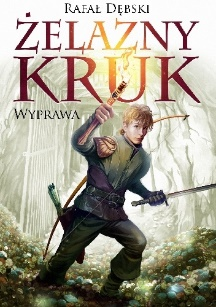 Rafał Dębski
ŻELAZNY
KRUK
Wyprawa